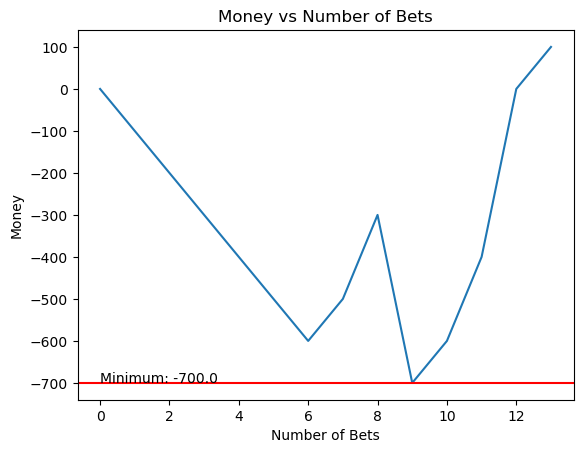 Money vs Number of Bets
100
0
−100
−200
−300
−400
−500
−600
−700
Money
Minimum: -700.0
0 2 4 6 8 10 12
Number of Bets